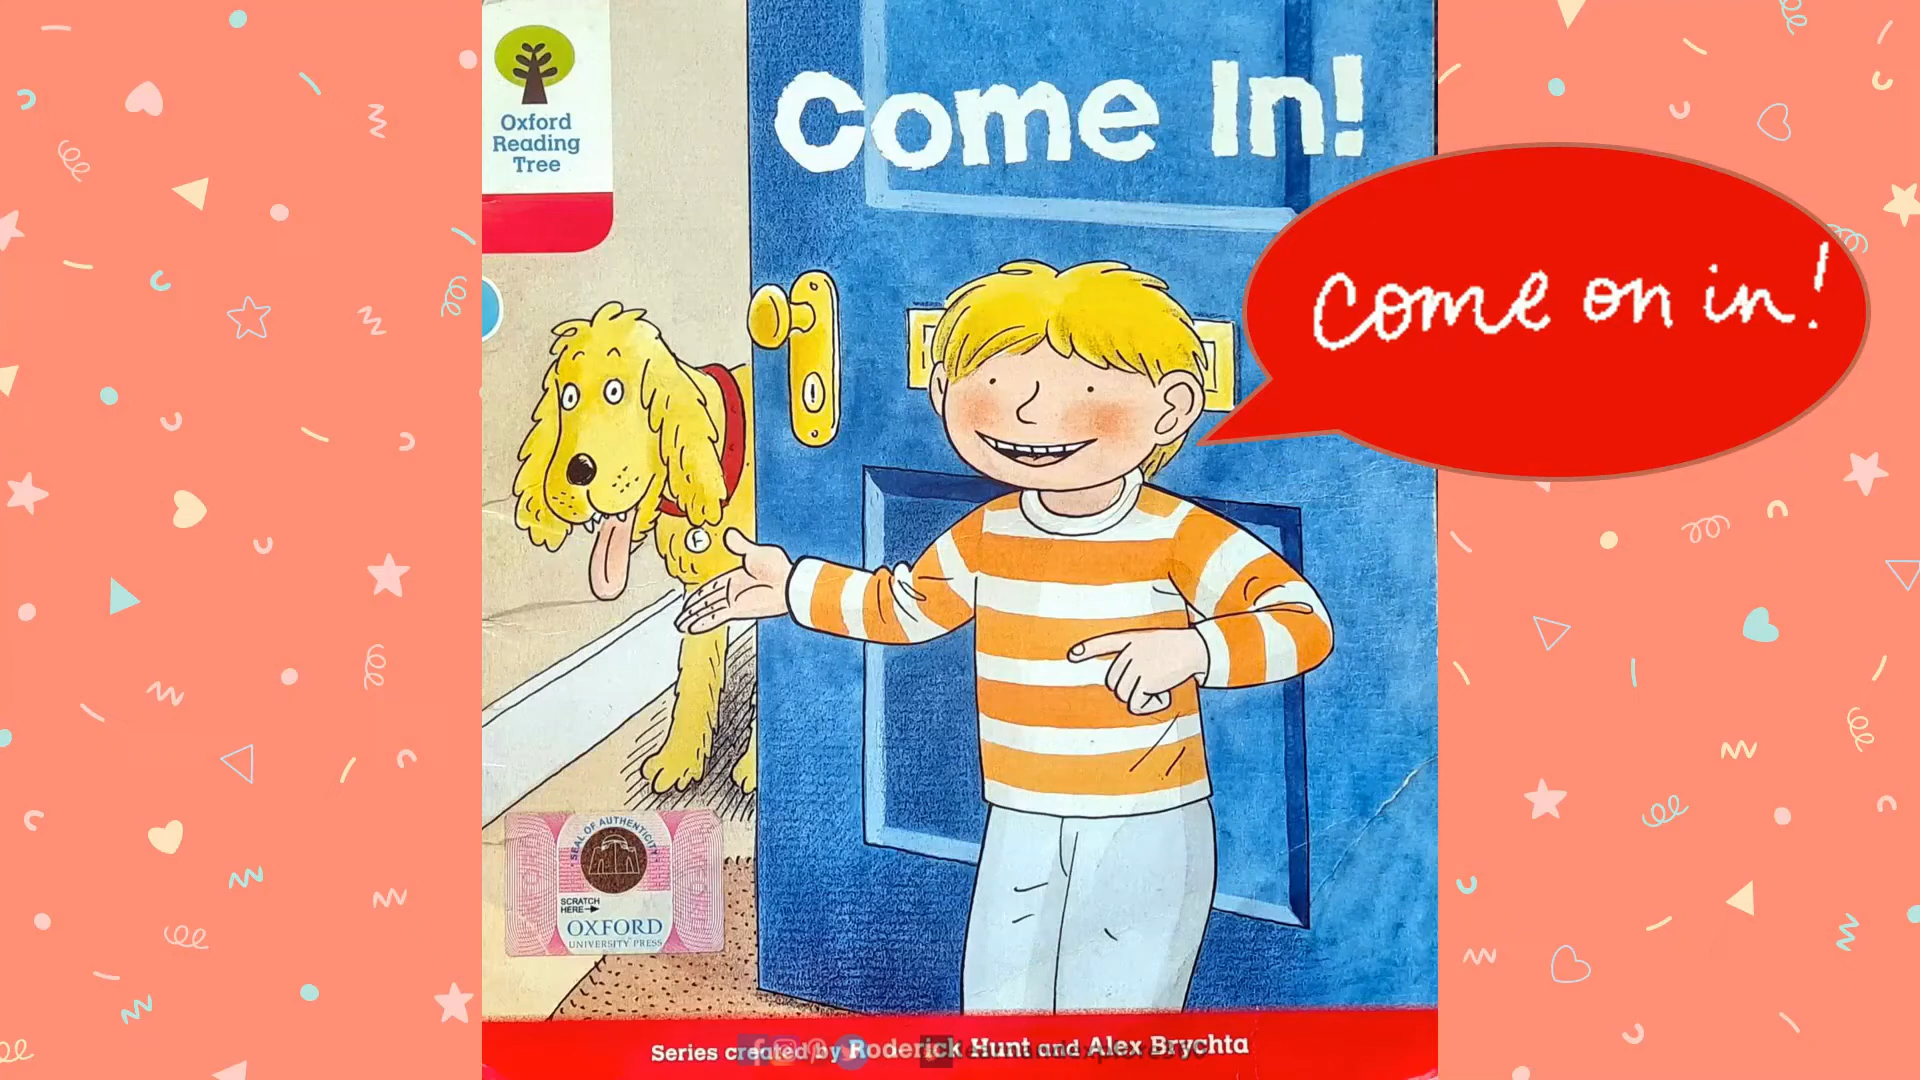 Oxford
Reading
Tree
Come In!
come on in!
F
SEAL OF AUTHENTICITY
SCRATCH
HERE
OXFORD
UNIVERSITY PRESS
Series created by Roderick Hunt and Alex Brychta